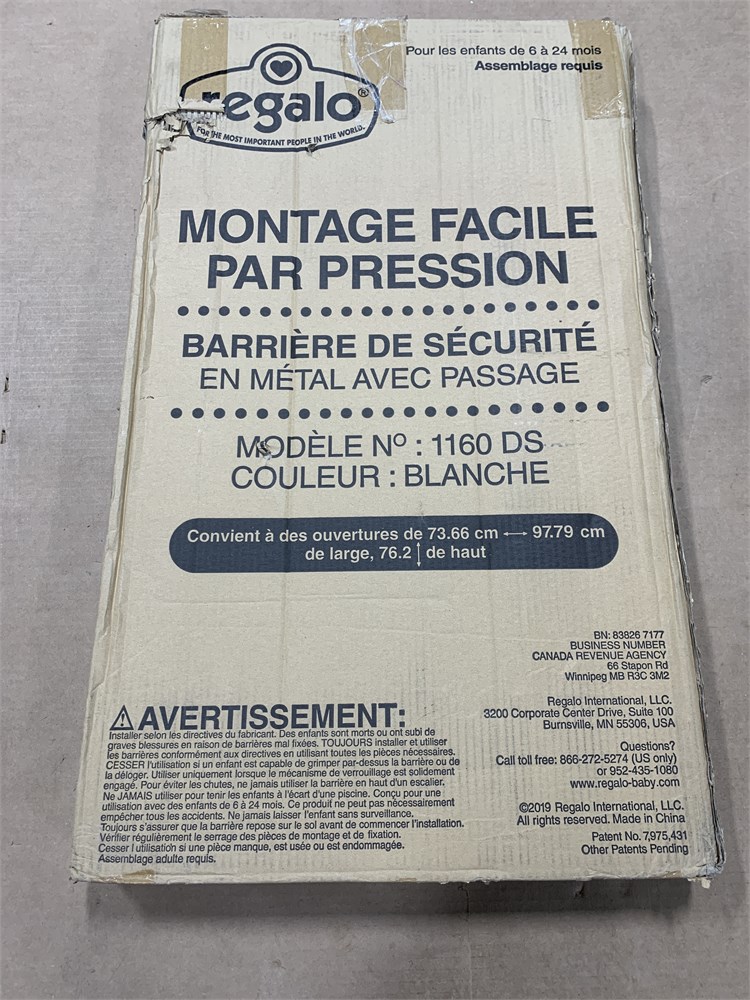 Pour les enfants de 6 à 24 mois
Assemblage requis
regalo®
FOR THE MOST IMPORTANT PEOPLE IN THE WORLD.
MONTAGE FACILE
PAR PRESSION
BARRIÈRE DE SÉCURITÉ
EN MÉTAL AVEC PASSAGE
MODÈLE Nº : 1160 DS
COULEUR : BLANCHE
Convient à des ouvertures de 73.66 cm ↔ 97.79 cm
de large, 76.2 ↕ de haut
BN: 83826 7177
BUSINESS NUMBER
CANADA REVENUE AGENCY
66 Stapon Rd
Winnipeg MB R3C 3M2
Regalo International, LLC.
3200 Corporate Center Drive, Suite 100
Burnsville, MN 55306, USA
Questions?
Call toll free: 866-272-5274 (US only)
or 952-435-1080
www.regalo-baby.com
©2019 Regalo International, LLC.
All rights reserved. Made in China
Patent No. 7,975,431
Other Patents Pending
⚠ AVERTISSEMENT:
Installer selon les directives du fabricant. Des enfants sont morts ou ont subi de
graves blessures en raison de barrières mal fixées. TOUJOURS installer et utiliser
les barrières conformément aux directives en utilisant toutes les pièces nécessaires.
CESSER l'utilisation si un enfant est capable de grimper par-dessus la barrière ou de
la déloger. Utiliser uniquement lorsque le mécanisme de verrouillage est solidement
engagé. Pour éviter les chutes, ne jamais utiliser la barrière en haut d'un escalier.
Ne JAMAIS utiliser pour tenir les enfants à l'écart d'une piscine. Conçu pour une
utilisation avec des enfants de 6 à 24 mois. Ce produit ne peut pas nécessairement
empêcher tous les accidents. Ne jamais laisser l'enfant sans surveillance.
Toujours s'assurer que la barrière repose sur le sol avant de commencer l'installation.
Vérifier régulièrement le serrage des pièces de montage et de fixation.
Cesser l utilisation si une pièce manque, est usée ou est endommagée.
Assemblage adulte requis.